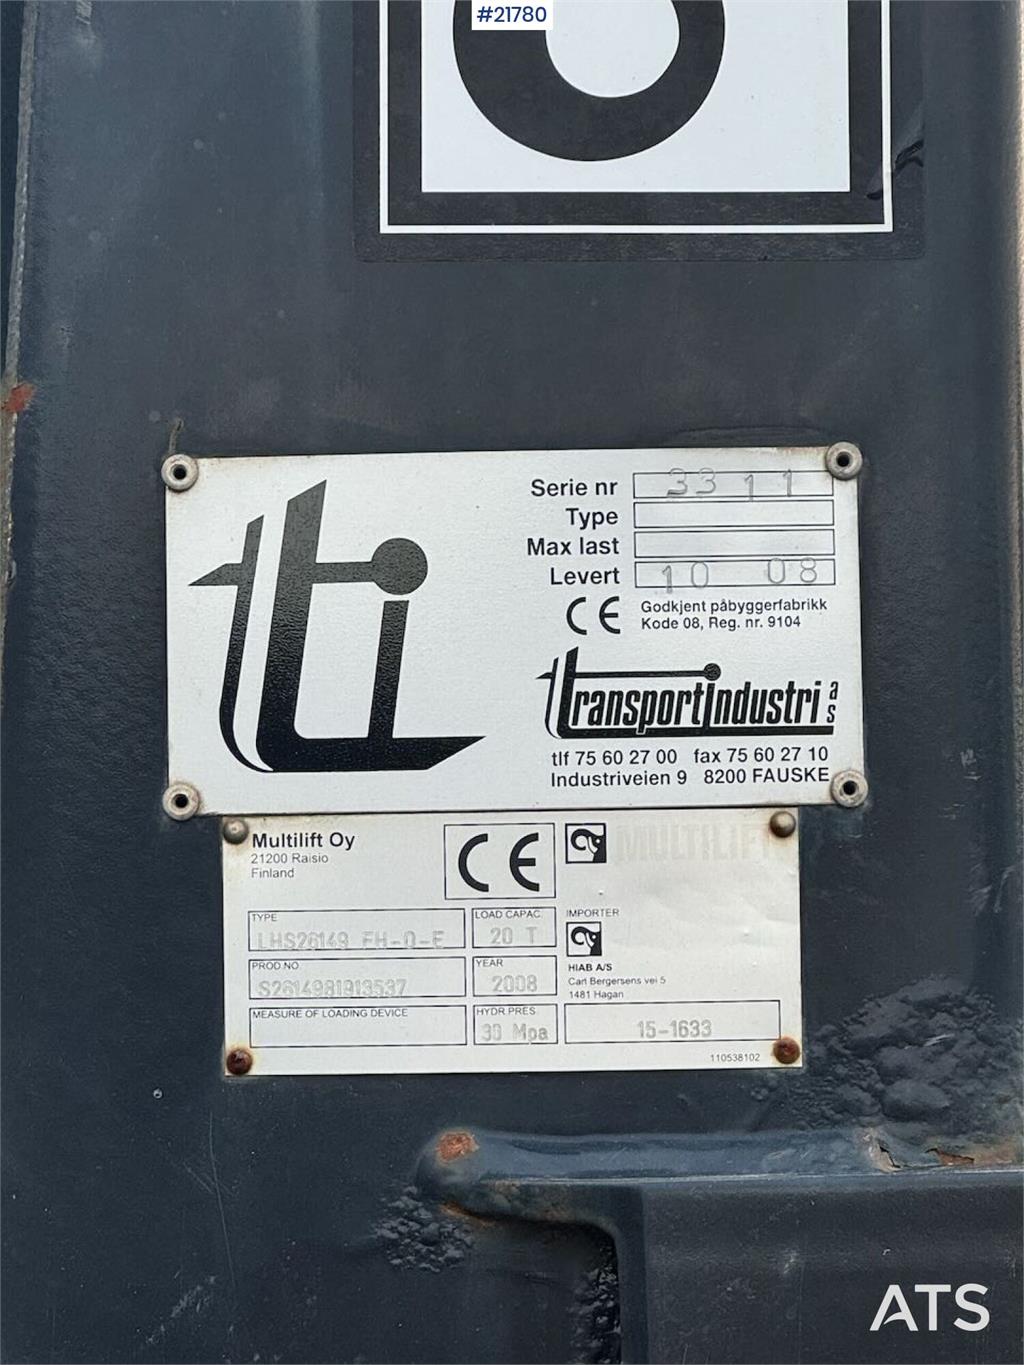 #21780
tti
Serie nr 33 11
Type
Max last
Levert 10 08
CE Godkjent påbyggerfabrikk
Kode 08, Reg. nr. 9104
transportindustri as
tlf 75 60 27 00 fax 75 60 27 10
Industriveien 9 8200 FAUSKE
Multilift Oy
21200 Raisio
Finland
CE
MULTILIFT
TYPE
LHS26149 FH-Q-E
LOAD CAPAC.
20 T
IMPORTER
PROD.NO.
S2614981913537
YEAR
2008
HIAB A/S
Carl Bergersens vei 5
1481 Hagan
MEASURE OF LOADING DEVICE
HYDR.PRES.
30 Mpa
15-1633
110538102
ATS